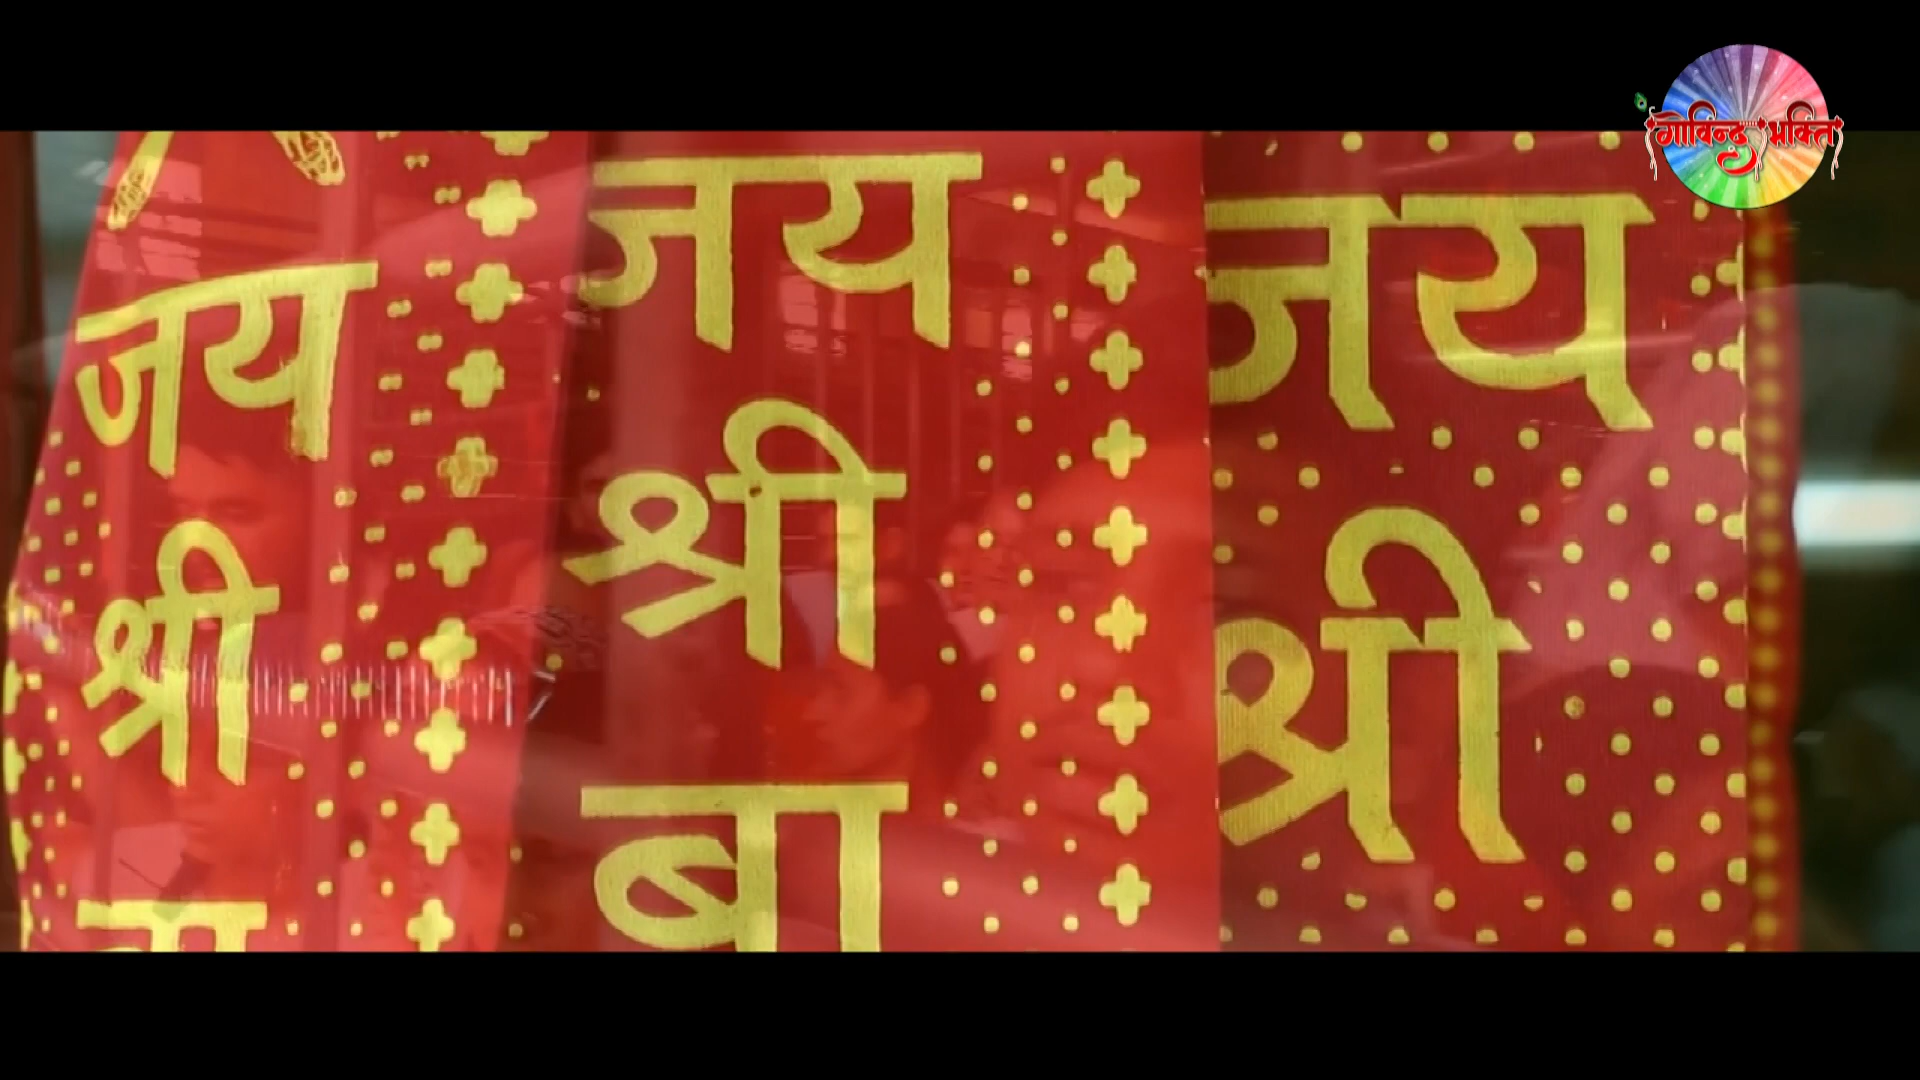 गोविन्द भक्ति
जय
श्री
जय
श्री
बा
जय
श्री